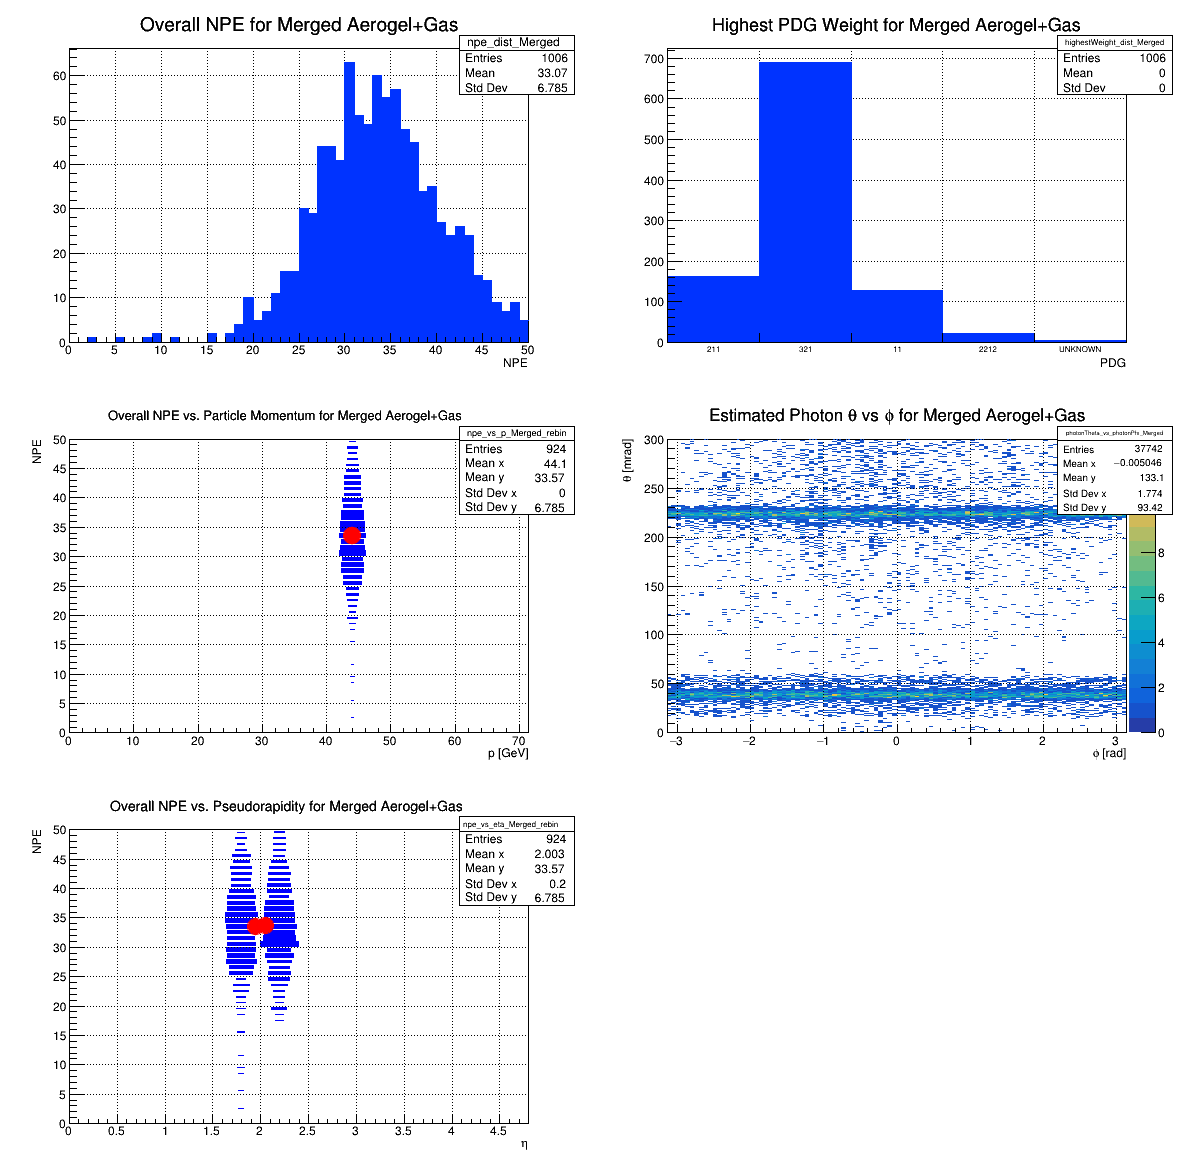 Overall NPE for Merged Aerogel+Gas
npe_dist_Merged
Entries 1006
Mean 33.07
Std Dev 6.785
60
50
40
30
20
10
0
0 5 10 15 20 25 30 35 40 45 50
NPE
Highest PDG Weight for Merged Aerogel+Gas
highestWeight_dist_Merged
Entries 1006
Mean 0
Std Dev 0
700
600
500
400
300
200
100
0
211 321 11 2212 UNKNOWN
PDG
Overall NPE vs. Particle Momentum for Merged Aerogel+Gas
npe_vs_p_Merged_rebin
Entries 924
Mean x 44.1
Mean y 33.57
Std Dev x 0
Std Dev y 6.785
NPE
50
45
40
35
30
25
20
15
10
5
0
0 10 20 30 40 50 60 70
p [GeV]
Estimated Photon θ vs ϕ for Merged Aerogel+Gas
photonTheta_vs_photonPhi_Merged
Entries 37742
Mean x −0.005046
Mean y 133.1
Std Dev x 1.774
Std Dev y 93.42
θ [mrad]
300
250
200
150
100
50
0
−3 −2 −1 0 1 2 3
ϕ [rad]
8
6
4
2
0
Overall NPE vs. Pseudorapidity for Merged Aerogel+Gas
npe_vs_eta_Merged_rebin
Entries 924
Mean x 2.003
Mean y 33.57
Std Dev x 0.2
Std Dev y 6.785
NPE
50
45
40
35
30
25
20
15
10
5
0
0 0.5 1 1.5 2 2.5 3 3.5 4 4.5
η